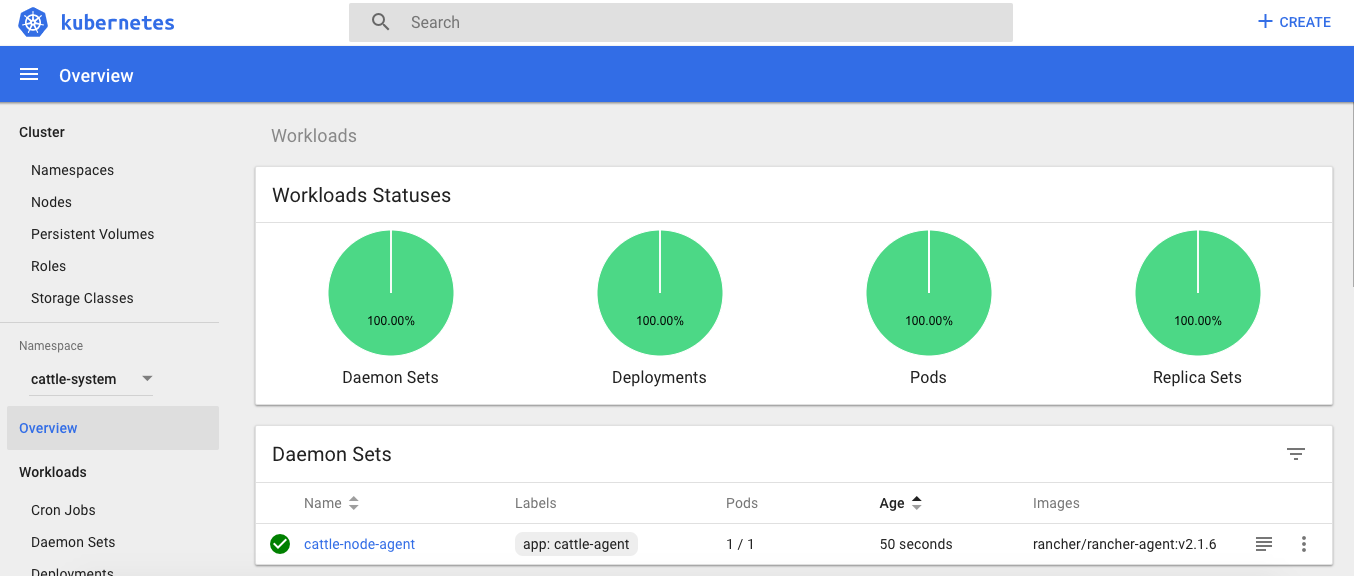 kubernetes
Search
CREATE
Overview
Cluster
Namespaces
Nodes
Persistent Volumes
Roles
Storage Classes
Namespace
cattle-system
Overview
Workloads
Cron Jobs
Daemon Sets
Deployments
Workloads
Workloads Statuses
100.00% 100.00% 100.00% 100.00%
Daemon Sets Deployments Pods Replica Sets
Daemon Sets
Name Labels Pods Age Images
cattle-node-agent app: cattle-agent 1 / 1 50 seconds rancher/rancher-agent:v2.1.6